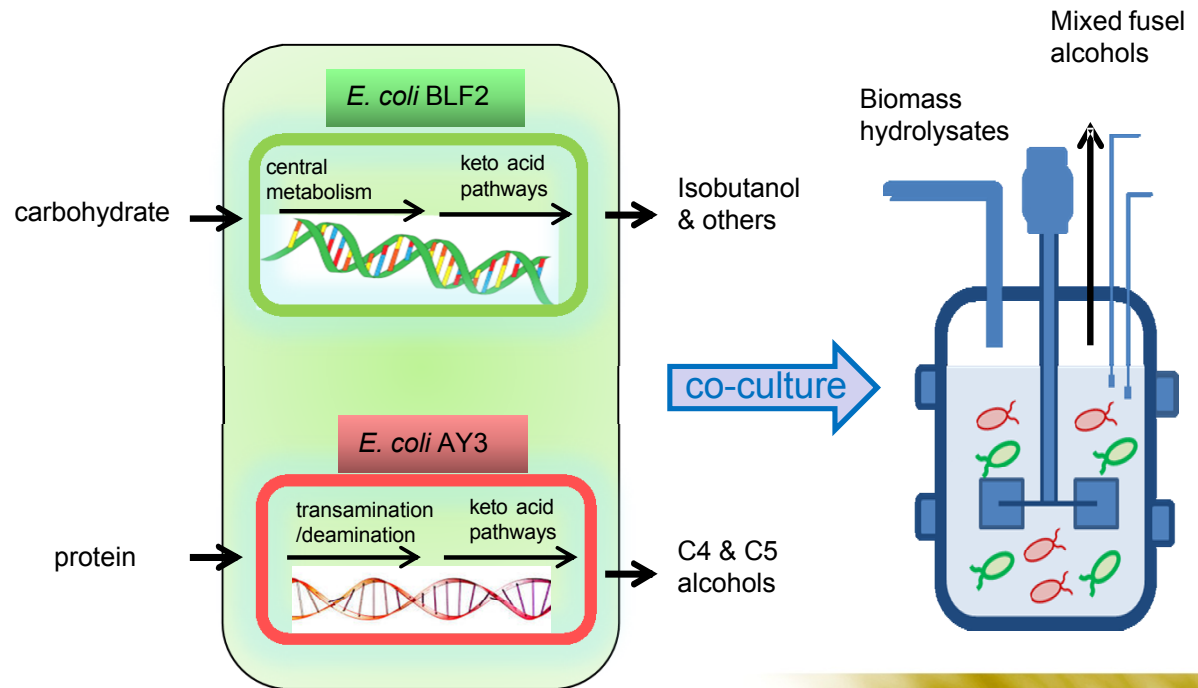 Mixed fusel
alcohols
Biomass
hydrolysates
E. coli BLF2
central
metabolism
keto acid
pathways
carbohydrate
Isobutanol
& others
co-culture
E. coli AY3
transamination
/deamination
keto acid
pathways
protein
C4 & C5
alcohols